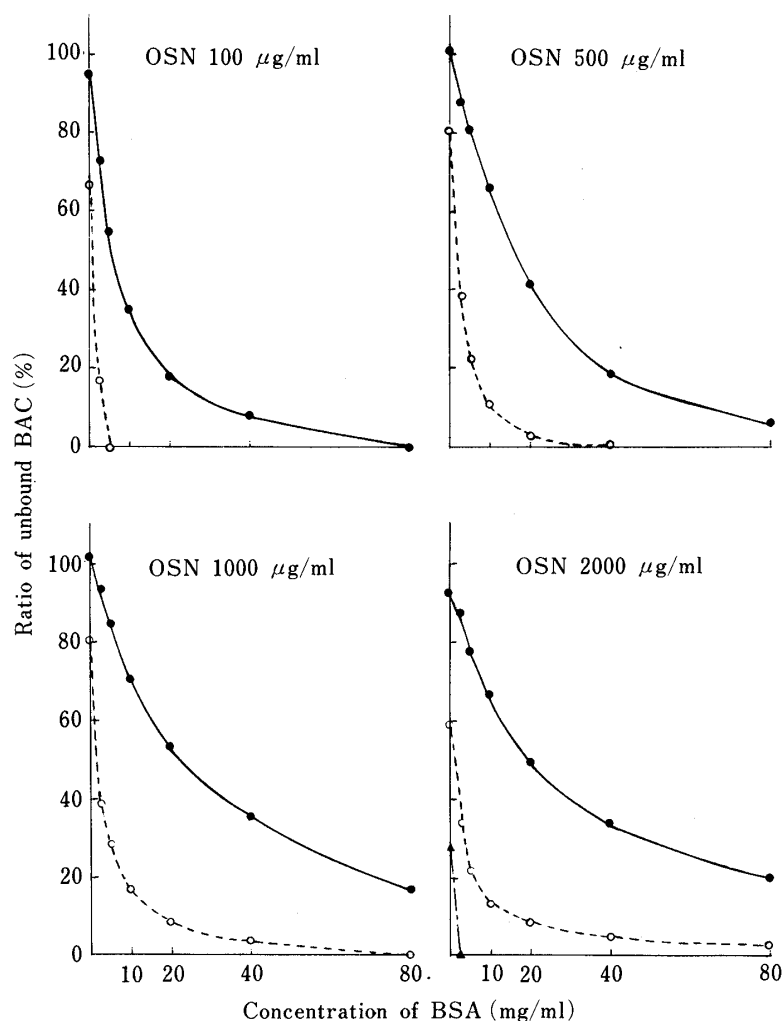 OSN 100 µg/ml
OSN 500 µg/ml
100
80
60
40
20
0
OSN 1000 µg/ml
OSN 2000 µg/ml
100
80
60
40
20
0
10 20 40 80
10 20 40 80
Ratio of unbound BAC (%)
Concentration of BSA (mg/ml)